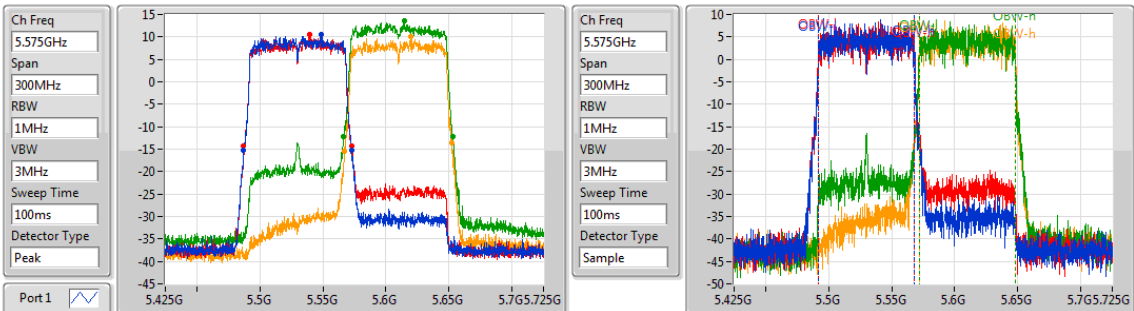 Ch Freq
5.575GHz
Span
300MHz
RBW
1MHz
VBW
3MHz
Sweep Time
100ms
Detector Type
Peak
Port 1
15
10
5
0
-5
-10
-15
-20
-25
-30
-35
-40
-45
5.425G 5.5G 5.55G 5.6G 5.65G 5.7G 5.725G
Ch Freq
5.575GHz
Span
300MHz
RBW
1MHz
VBW
3MHz
Sweep Time
100ms
Detector Type
Sample
10
5
0
-5
-10
-15
-20
-25
-30
-35
-40
-45
-50
OBW-h
OBW-h
5.425G 5.5G 5.55G 5.6G 5.65G 5.7G 5.725G